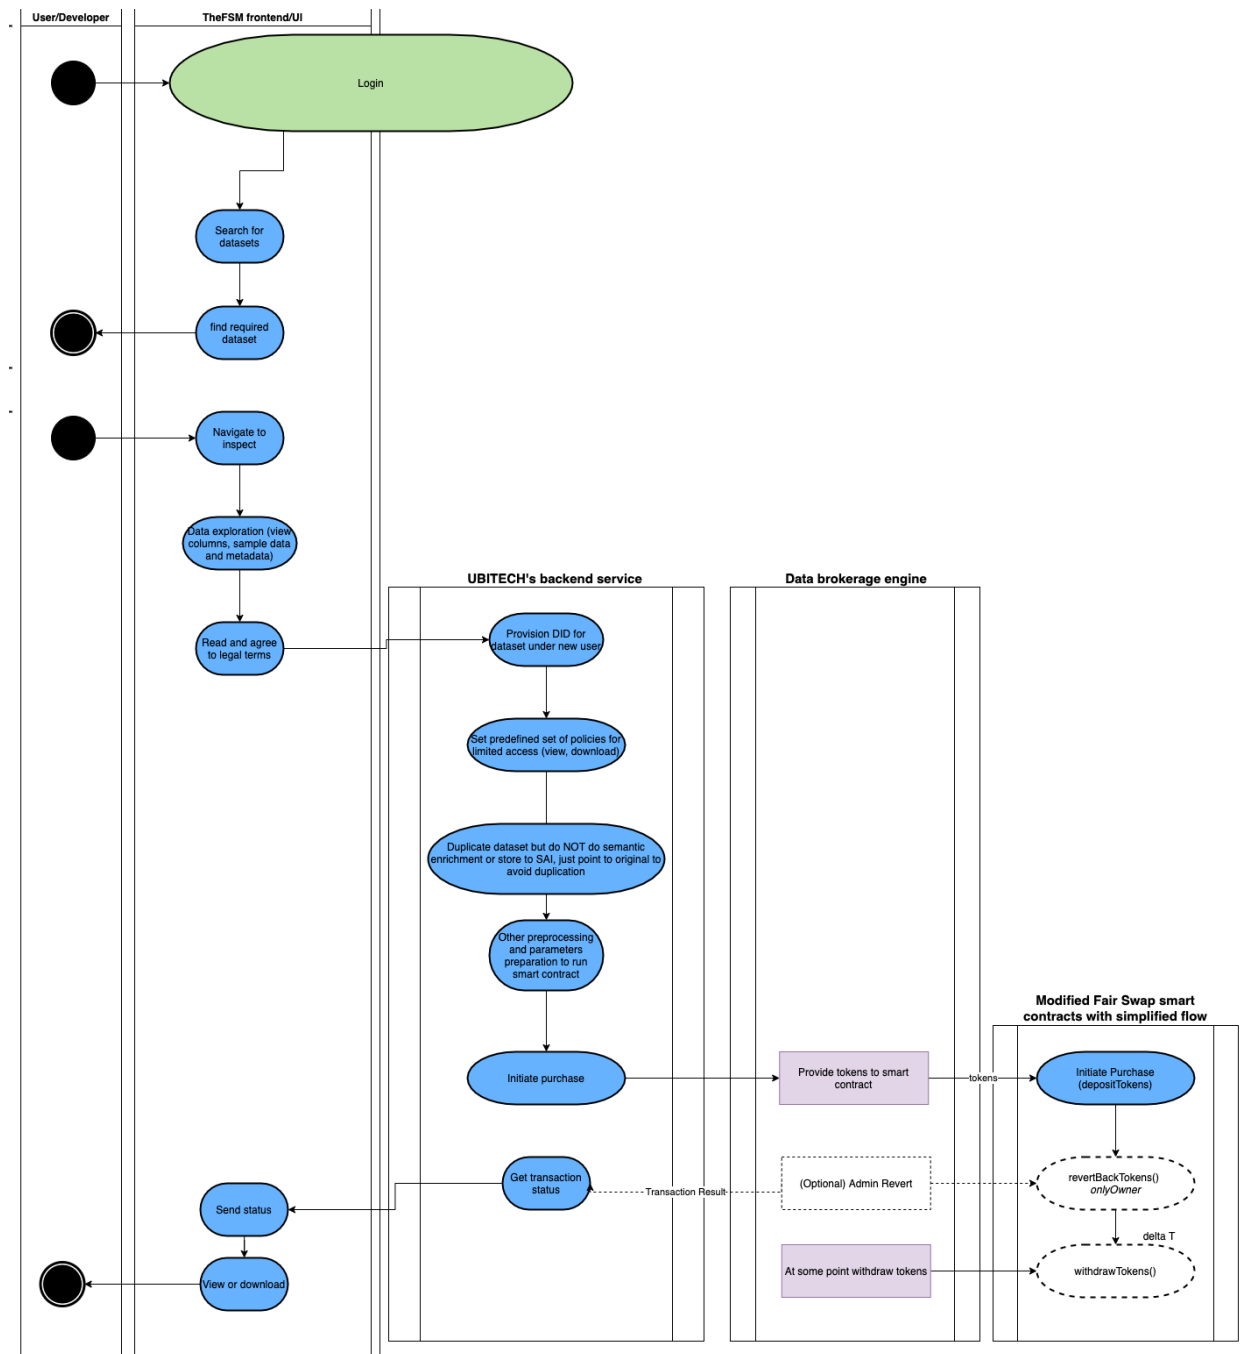 User/Developer
TheFSM frontend/UI
Login
Search for
datasets
find required
dataset
Navigate to
inspect
Data exploration (view
columns, sample data
and metadata)
Read and agree
to legal terms
UBITECH's backend service
Data brokerage engine
Provision DID for
dataset under new user
Set predefined set of policies for
limited access (view, download)
Duplicate dataset but do NOT do semantic
enrichment or store to SAI, just point to original to
avoid duplication
Other preprocessing
and parameters
preparation to run
smart contract
Modified Fair Swap smart
contracts with simplified flow
Initiate purchase
Provide tokens to smart
contract
tokens
Initiate Purchase
(depositTokens)
Get transaction
status
Transaction Result
(Optional) Admin Revert
revertBackTokens()
onlyOwner
Send status
delta T
View or download
At some point withdraw tokens
withdrawTokens()